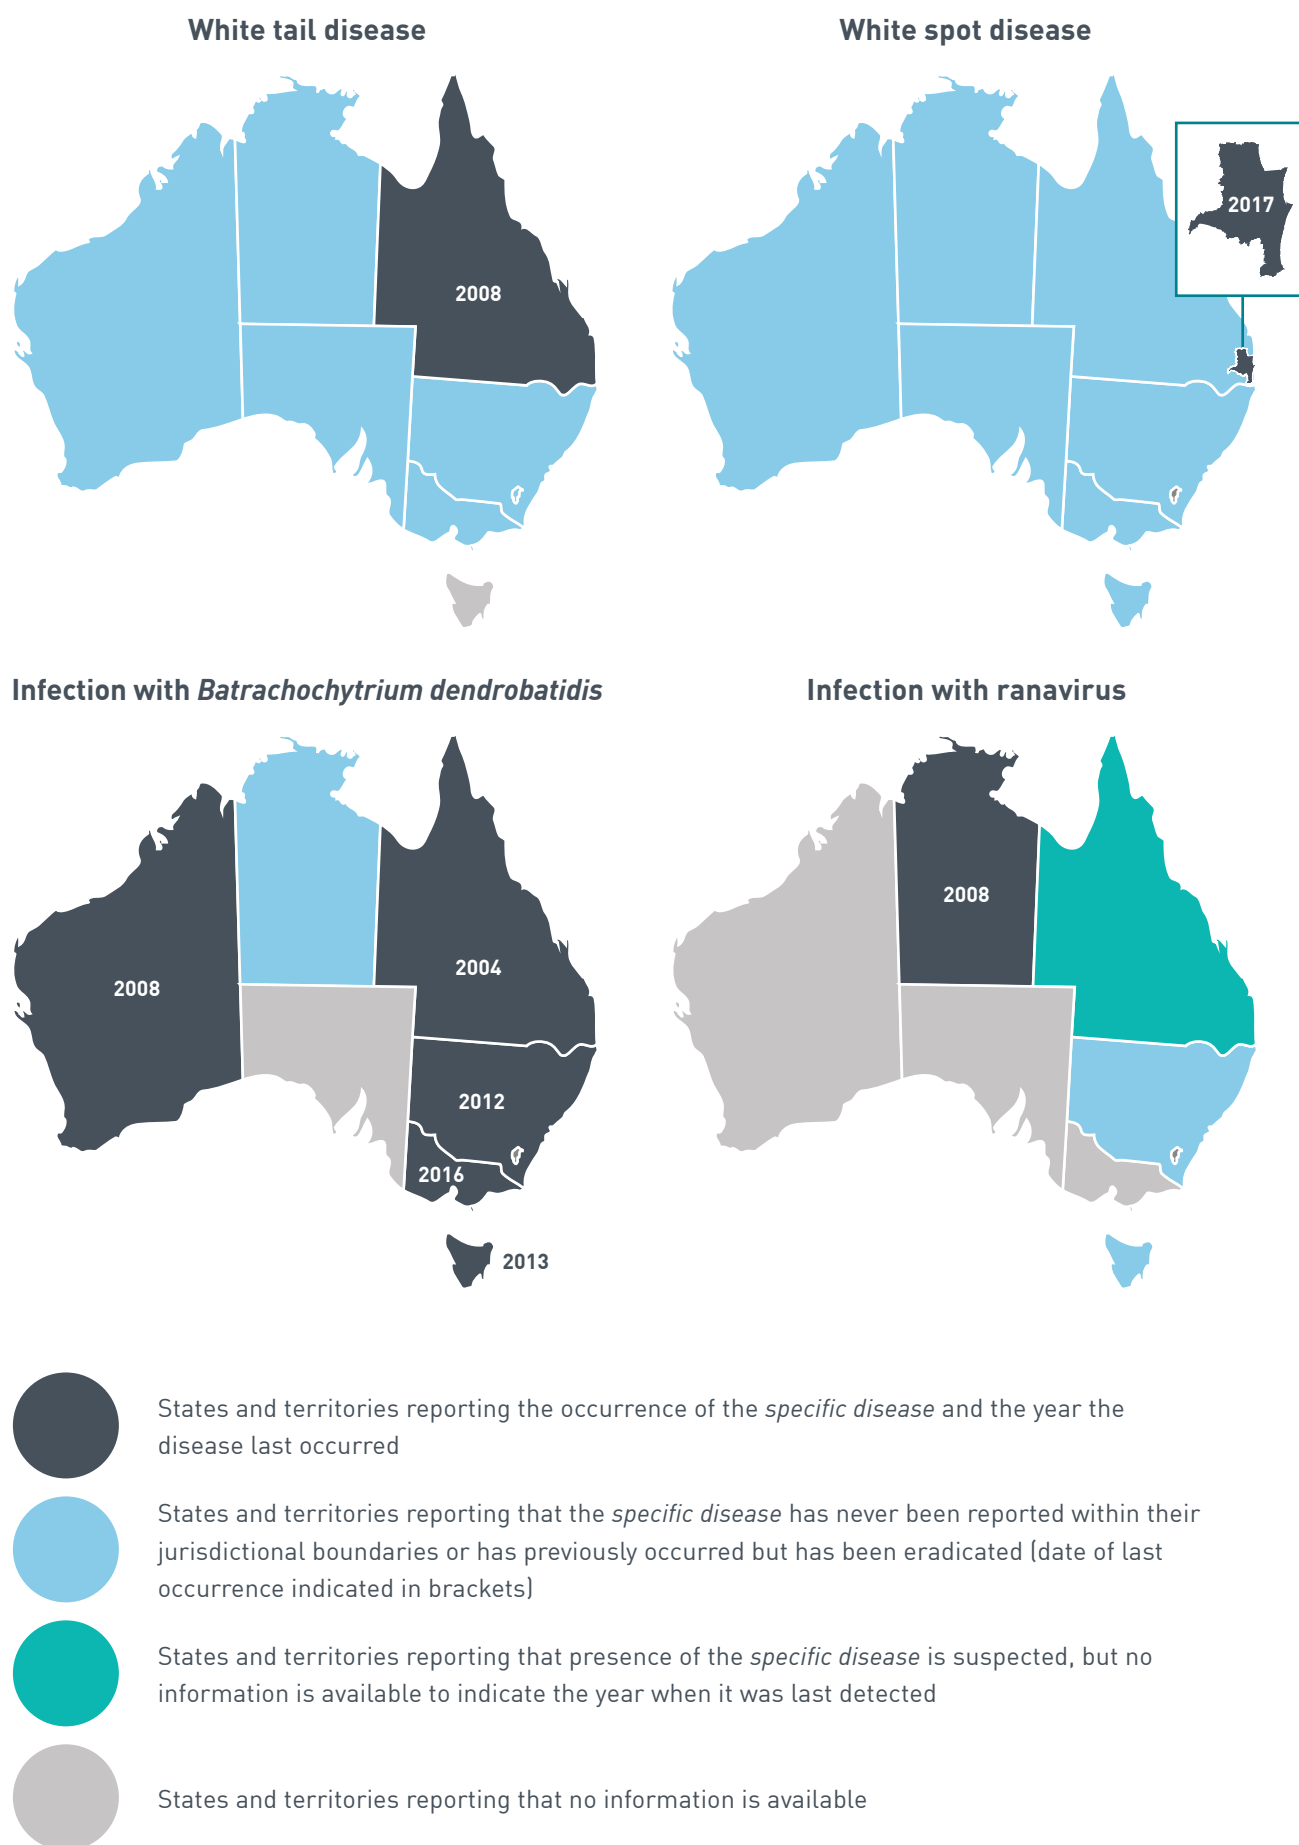 White tail disease
White spot disease
2008
2017
Infection with Batrachochytrium dendrobatidis
Infection with ranavirus
2008
2004
2012
2016
2013
2008
States and territories reporting the occurrence of the specific disease and the year the
disease last occurred
States and territories reporting that the specific disease has never been reported within their
jurisdictional boundaries or has previously occurred but has been eradicated (date of last
occurrence indicated in brackets)
States and territories reporting that presence of the specific disease is suspected, but no
information is available to indicate the year when it was last detected
States and territories reporting that no information is available